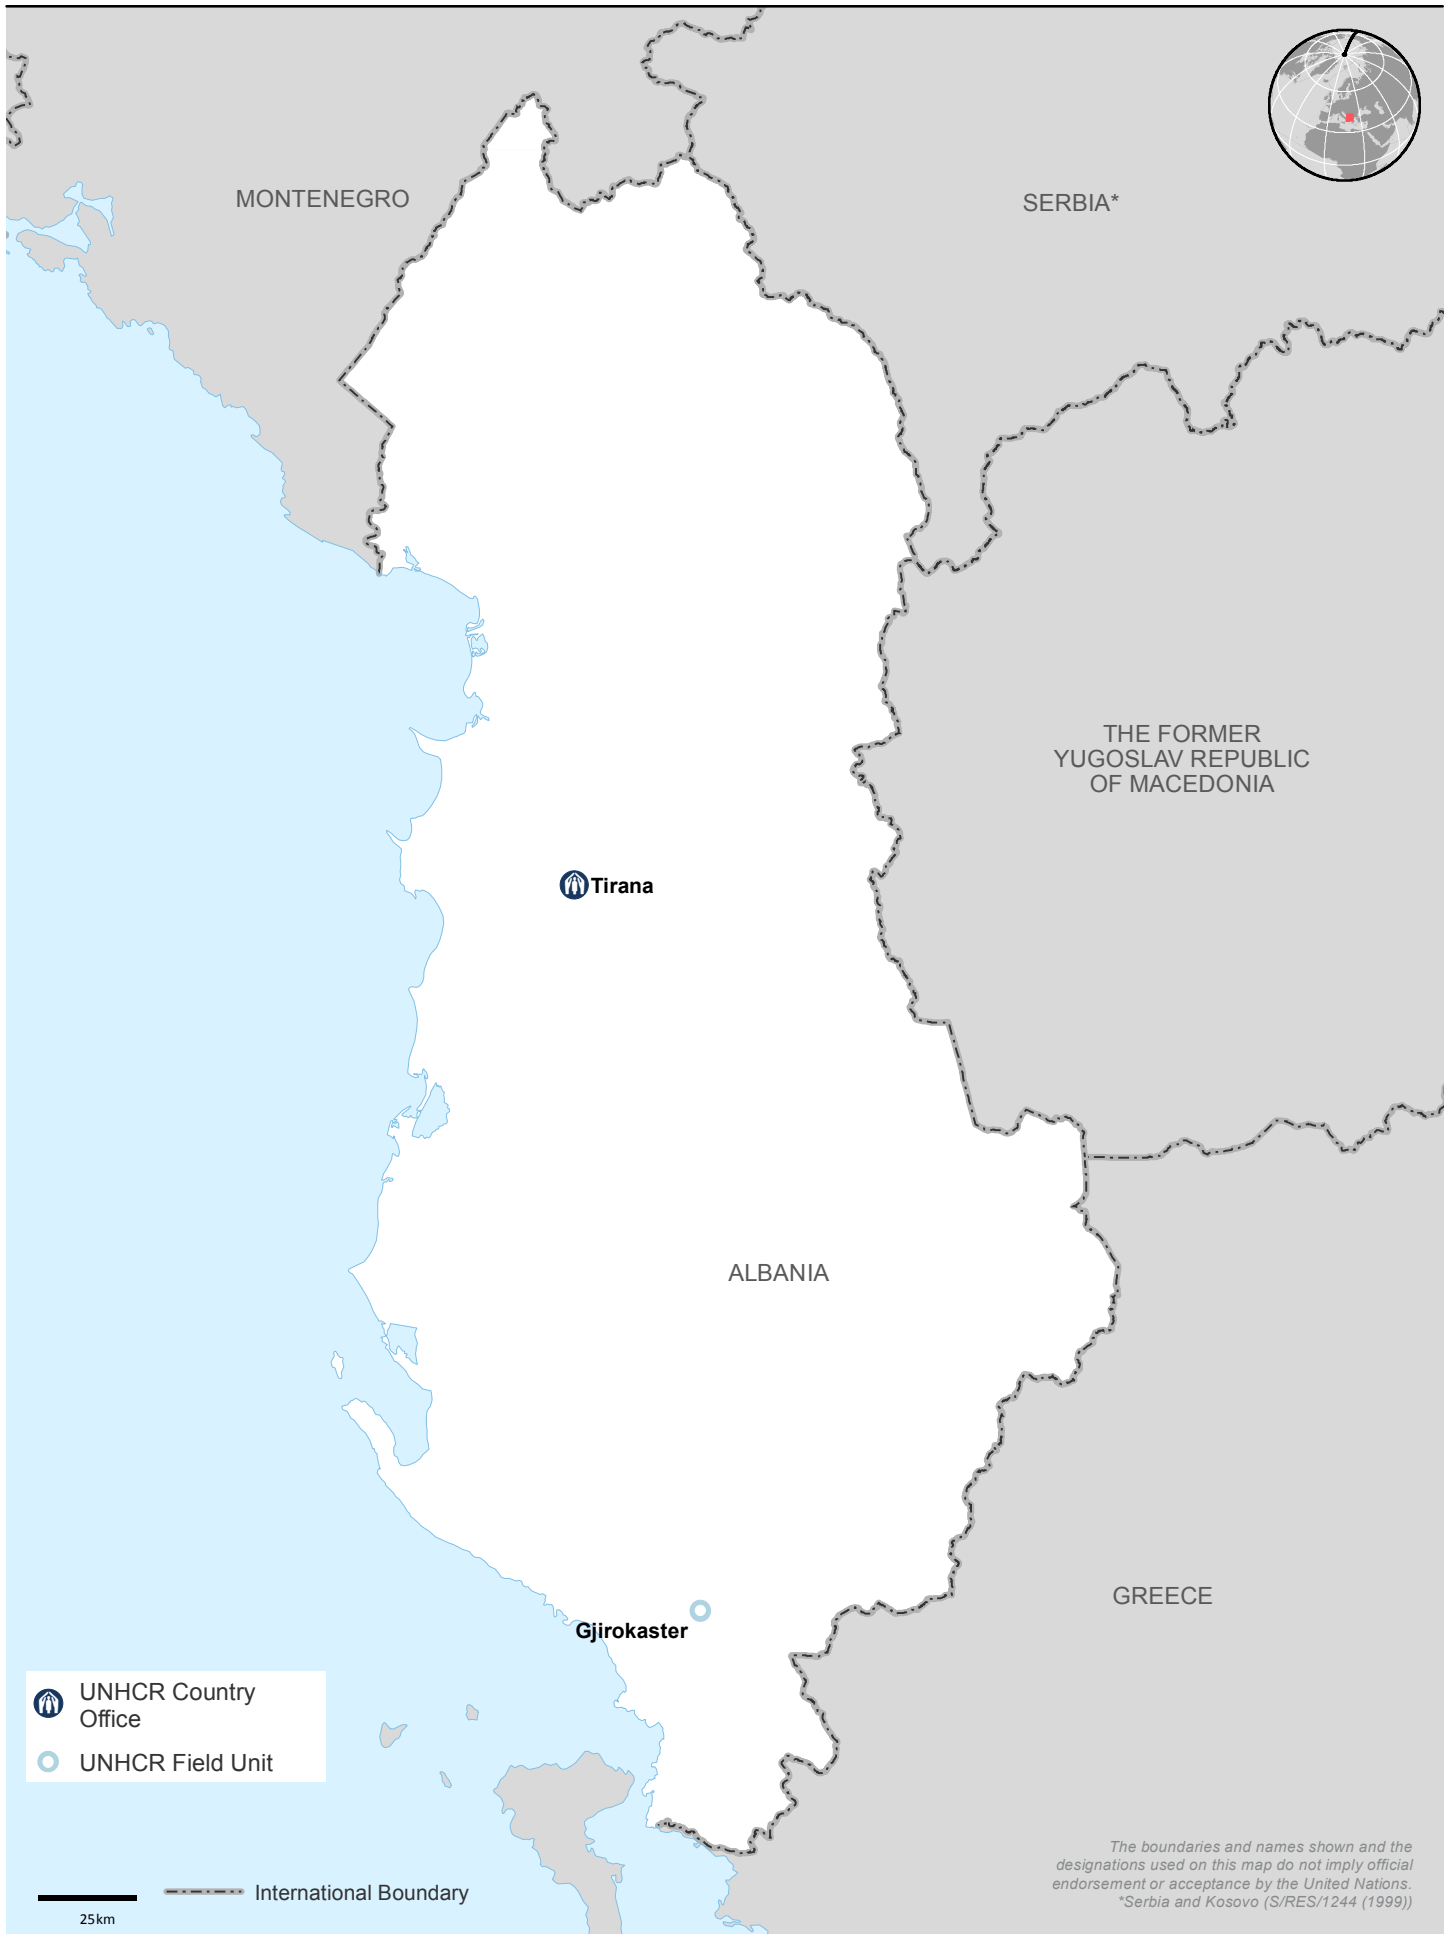 MONTENEGRO
SERBIA*
THE FORMER
YUGOSLAV REPUBLIC
OF MACEDONIA
Tirana
ALBANIA
GREECE
Gjirokaster
UNHCR Country
Office
UNHCR Field Unit
International Boundary
25km
The boundaries and names shown and the
designations used on this map do not imply official
endorsement or acceptance by the United Nations.
*Serbia and Kosovo (S/RES/1244 (1999))